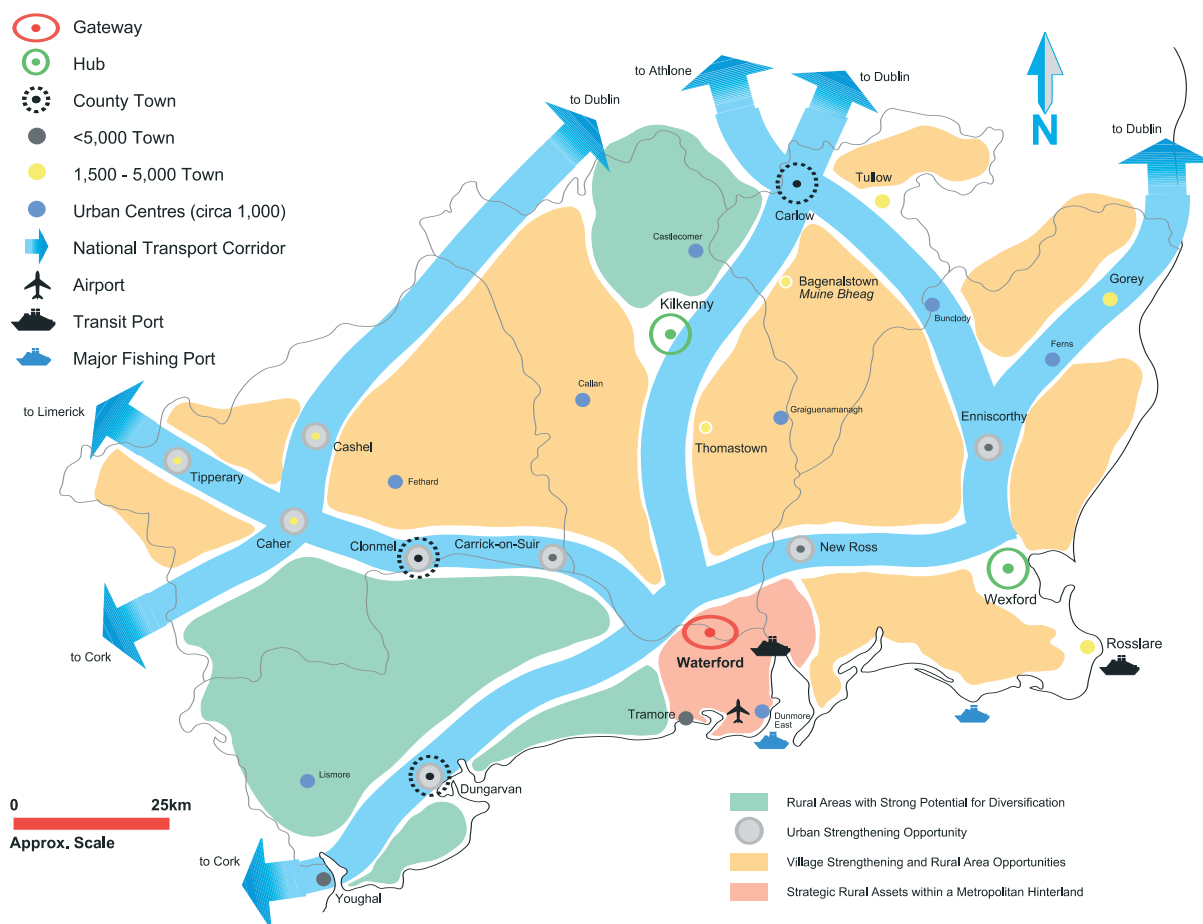 Gateway
Hub
County Town
<5,000 Town
1,500 - 5,000 Town
Urban Centres (circa 1,000)
National Transport Corridor
Airport
Transit Port
Major Fishing Port
to Athlone
to Dublin
to Dublin
to Dublin
N
Tullow
Carlow
Castlecomer
Bagenalstown
Muine Bheag
Kilkenny
Gorey
Bunclody
Ferns
Callan
to Limerick
Graiguenamanagh
Enniscorthy
Cashel
Thomastown
Tipperary
Fethard
Caher
Clonmel
Carrick-on-Suir
New Ross
Wexford
to Cork
Waterford
Rosslare
Tramore
Dunmore
East
Lismore
Dungarvan
0 25km
Approx. Scale
to Cork
Youghal
Rural Areas with Strong Potential for Diversification
Urban Strengthening Opportunity
Village Strengthening and Rural Area Opportunities
Strategic Rural Assets within a Metropolitan Hinterland